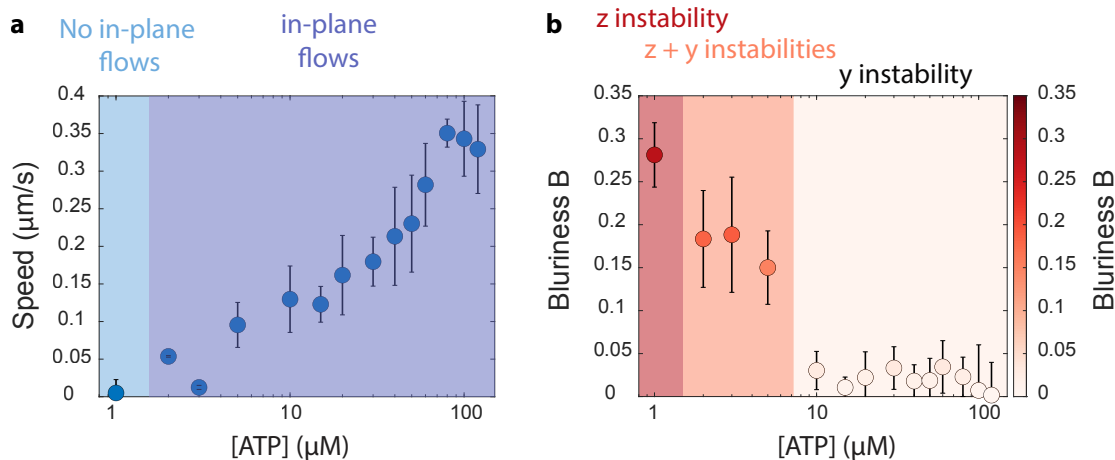 a
No in-plane
flows
in-plane
flows
Speed (μm/s)
0.4
0.35
0.3
0.25
0.2
0.15
0.1
0.05
0
1
10
100
[ATP] (μM)
b
z instability
z + y instabilities
y instability
Bluriness B
0.35
0.3
0.25
0.2
0.15
0.1
0.05
0
1
10
100
[ATP] (μM)
0.35
0.3
0.25
0.2
0.15
0.1
0.05
0
Bluriness B